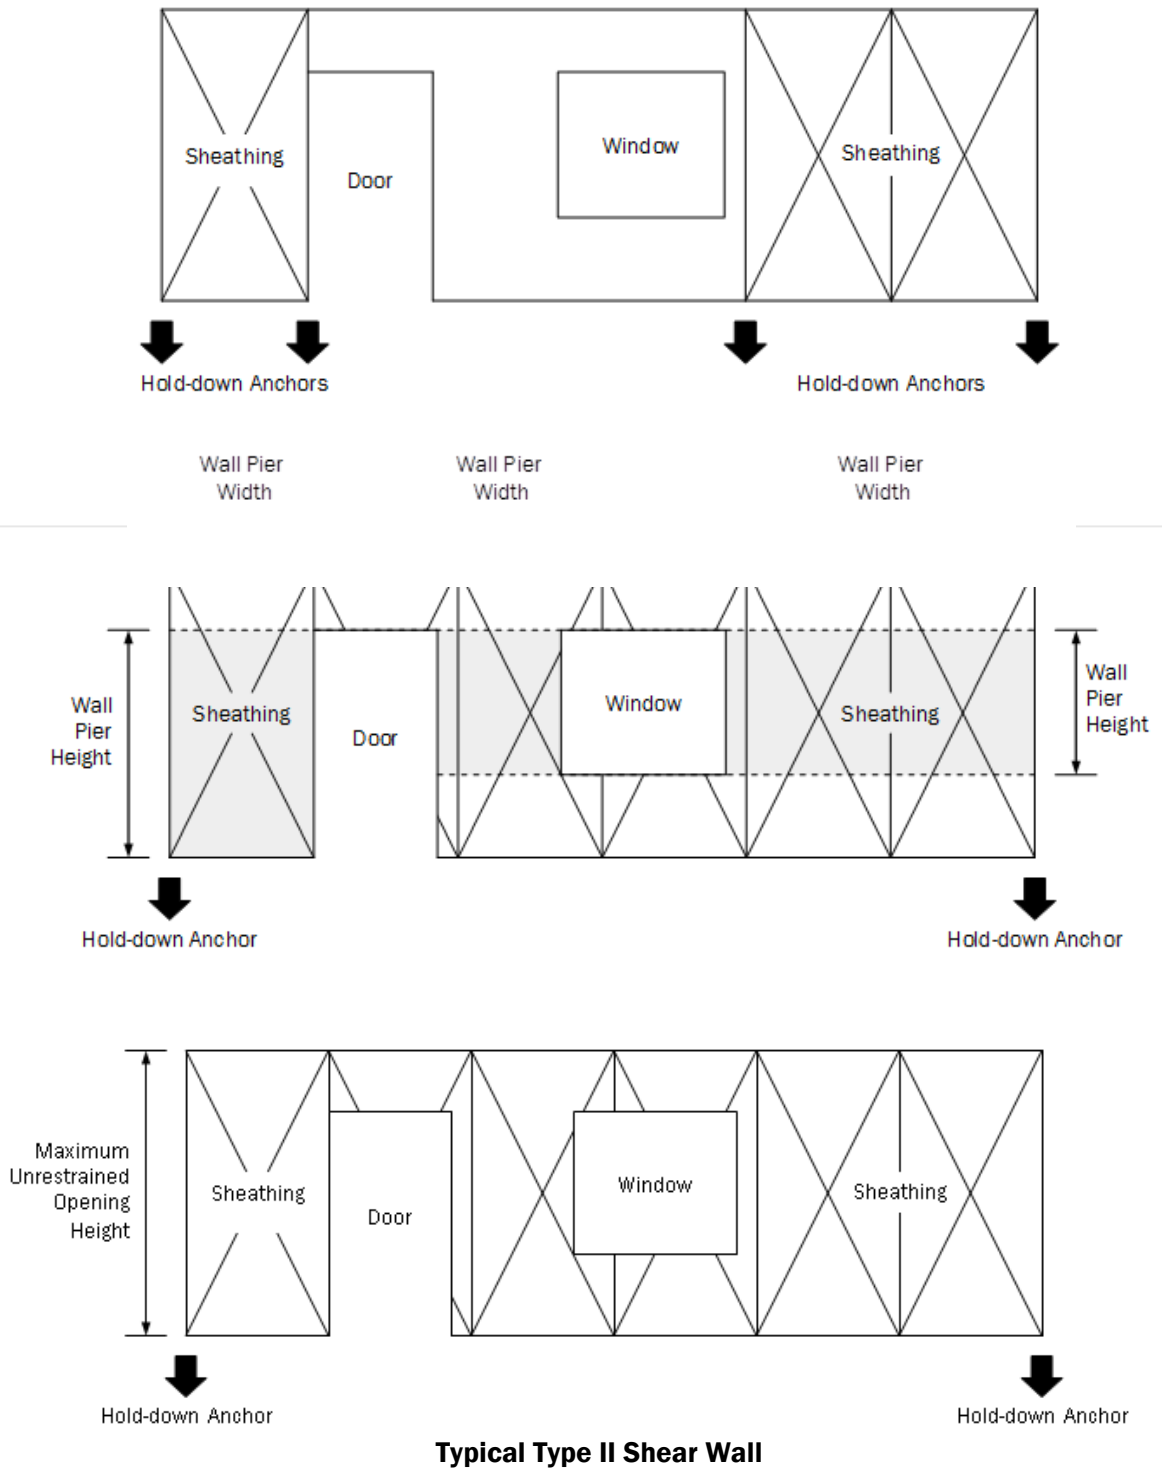 Sheathing
Door
Window
Sheathing
Hold-down Anchors
Hold-down Anchors
Wall Pier
Width
Wall Pier
Width
Wall Pier
Width
Wall
Pier
Height
Sheathing
Door
Window
Sheathing
Wall
Pier
Height
Hold-down Anchor
Hold-down Anchor
Maximum
Unrestrained
Opening
Height
Sheathing
Door
Window
Sheathing
Hold-down Anchor
Hold-down Anchor
Typical Type II Shear Wall